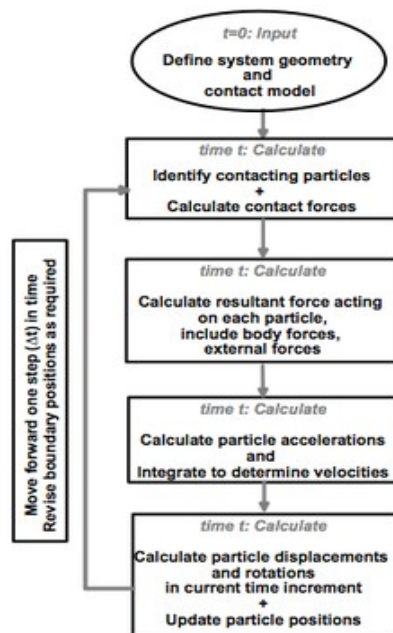 t=0: Input
Define system geometry
and
contact model
time t: Calculate
Identify contacting particles
+
Calculate contact forces
time t: Calculate
Calculate resultant force acting
on each particle,
include body forces,
external forces
time t: Calculate
Calculate particle accelerations
and
Integrate to determine velocities
time t: Calculate
Calculate particle displacements
and rotations
in current time increment
+
Update particle positions
Move forward one step (Δt) in time
Revise boundary positions as required